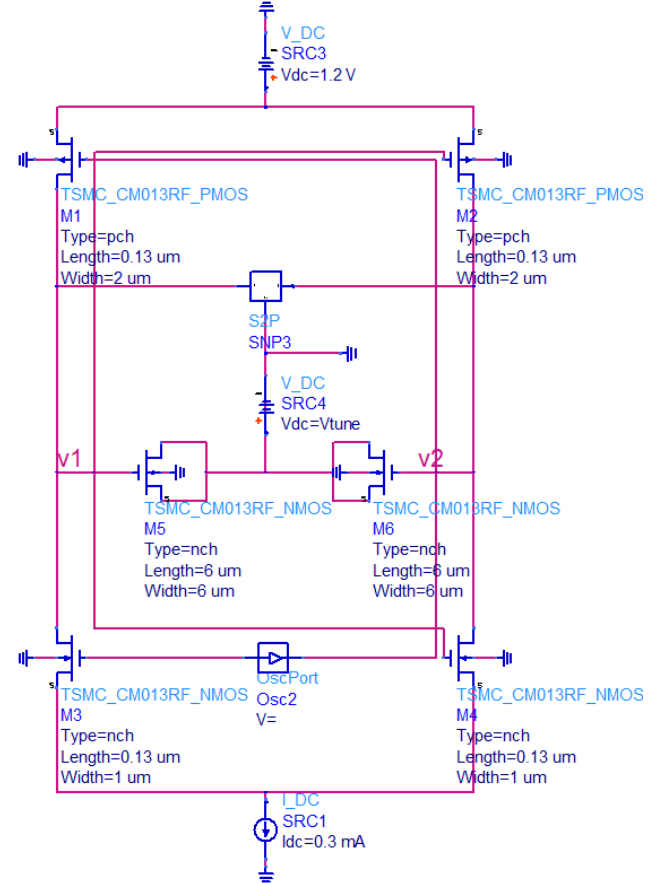 V_DC
SRC3
Vdc=1.2 V
TSMC_CM013RF_PMOS
M1
Type=pch
Length=0.13 um
Width=2 um
TSMC_CM013RF_PMOS
M2
Type=pch
Length=0.13 um
Width=2 um
S2P
SNP3
V_DC
SRC4
Vdc=Vtune
v1
v2
TSMC_CM013RF_NMOS
M5
Type=nch
Length=6 um
Width=6 um
TSMC_CM013RF_NMOS
M6
Type=nch
Length=6 um
Width=6 um
OscPort
Osc2
V=
TSMC_CM013RF_NMOS
M3
Type=nch
Length=0.13 um
Width=1 um
TSMC_CM013RF_NMOS
M4
Type=nch
Length=0.13 um
Width=1 um
I_DC
SRC1
Idc=0.3 mA